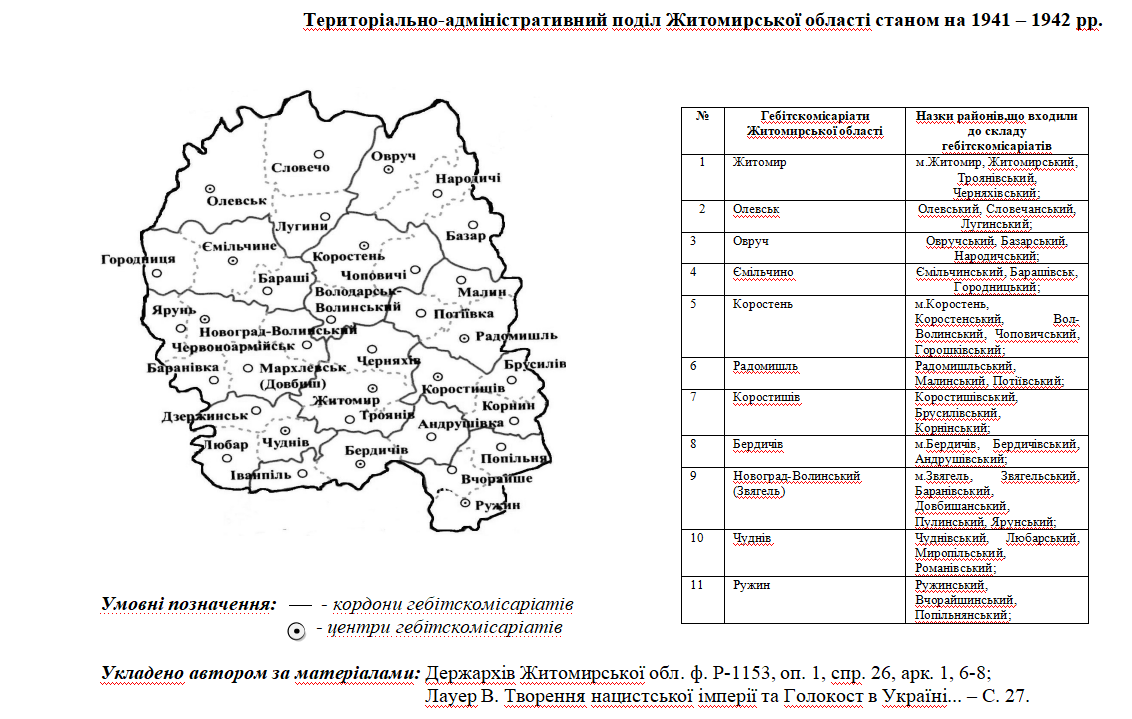 Територіально-адміністративний поділ Житомирської області станом на 1941 – 1942 рр.
Словечо
Овруч
Народичі
Олевськ
Лугини
Базар
Ємільчине
Коростень
Городниця
Бараші
Чоповичі
Володарськ-
Волинський
Малин
Ярунь
Потіївка
Новоград-Волинський
Радомишль
Червоноармійськ
Черняхів
Баранівка
Мархлевськ
(Довбиш)
Брусилів
Коростишів
Житомир
Корнин
Дзержинськ
Троянів
Андрушівка
Любар
Чуднів
Бердичів
Попільня
Іванпіль
Вчорайше
Ружин
№
Гебітскомісаріати
Житомирської області
Назки районів,що входили
до складу
гебітскомісаріатів
1
Житомир
м.Житомир, Житомирський,
Троянівський,
Черняхівський;
2
Олевськ
Олевський, Словечанський,
Лугинський;
3
Овруч
Овручський, Базарський,
Народичський;
4
Ємільчино
Ємільчинський, Барашівськ,
Городницький;
5
Коростень
м.Коростень,
Коростенський, Вол-
Волинський, Чоповичський,
Горошківський;
6
Радомишль
Радомишльський,
Малинський, Потіївський;
7
Коростишів
Коростишівський,
Брусилівський,
Корнінський;
8
Бердичів
м.Бердичів, Бердичівський,
Андрушівський;
9
Новоград-Волинський
(Звягель)
м.Звягель, Звягельський,
Баранівський,
Довбишанський,
Пулинський, Ярунський;
10
Чуднів
Чуднівський, Любарський,
Миропільський,
Романівський;
11
Ружин
Ружинський,
Вчорайшинський,
Попільнянський;
Умовні позначення: — - кордони гебітскомісаріатів
- центри гебітскомісаріатів
Укладено автором за матеріалами: Держархів Житомирської обл. ф. Р-1153, оп. 1, спр. 26, арк. 1, 6-8;
Лауер В. Творення нацистської імперії та Голокост в Україні... – С. 27.